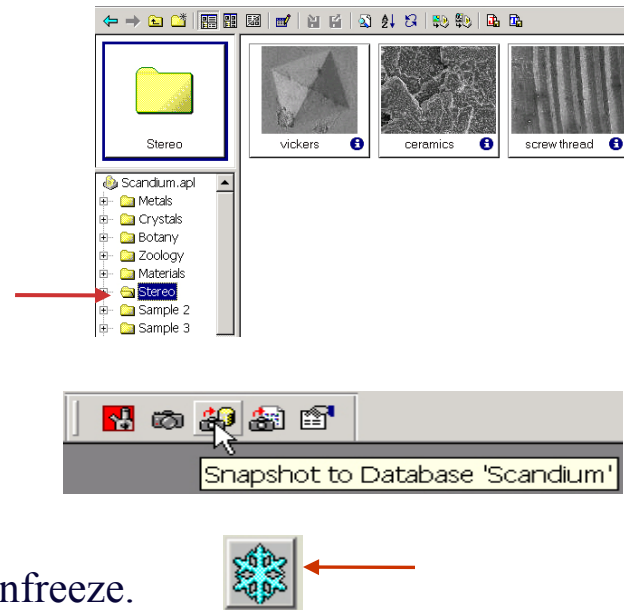 Stereo
vickers
ceramics
screw thread
Scandium.apl
Metals
Crystals
Botany
Zoology
Materials
Stereo
Sample 2
Sample 3
Snapshot to Database 'Scandium'
nfreeze.